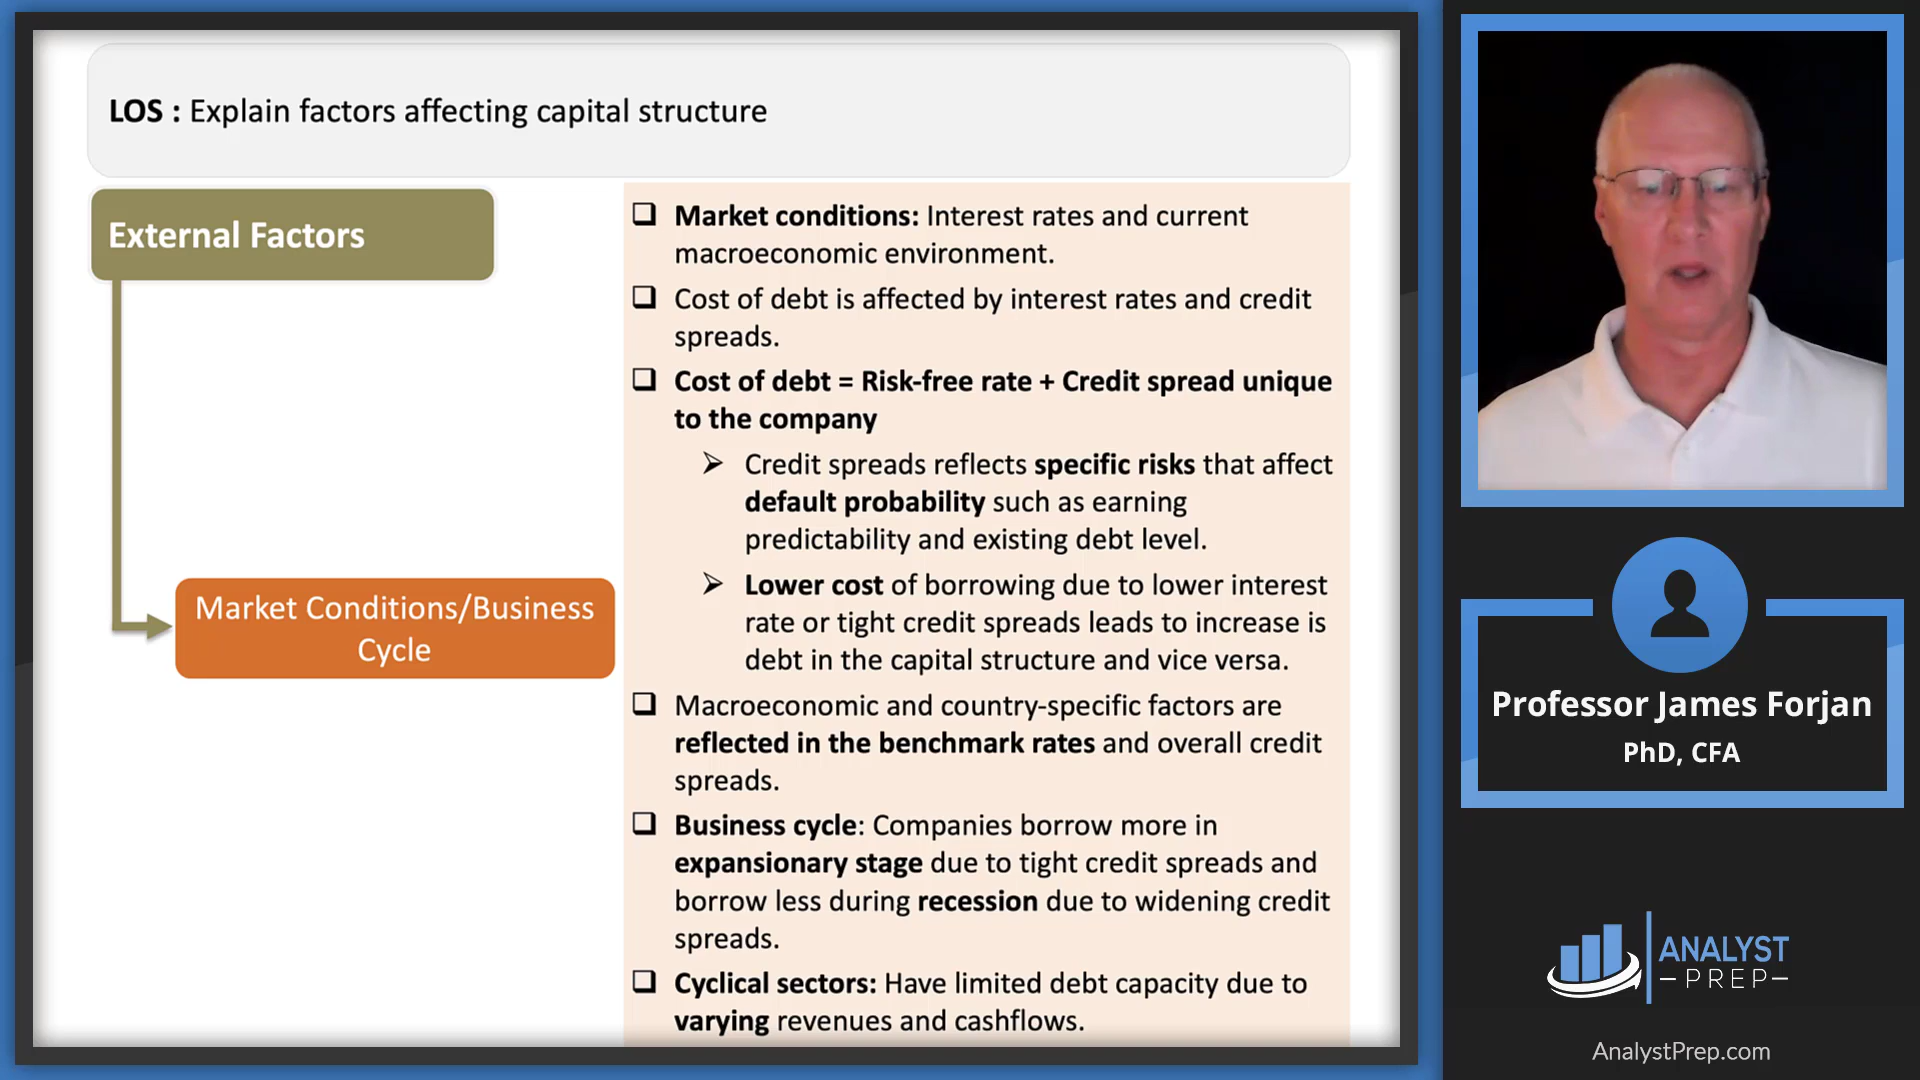 LOS : Explain factors affecting capital structure
External Factors
Market Conditions/Business
Cycle
❑ Market conditions: Interest rates and current
macroeconomic environment.
❑ Cost of debt is affected by interest rates and credit
spreads.
❑ Cost of debt = Risk-free rate + Credit spread unique
to the company
➢ Credit spreads reflects specific risks that affect
default probability such as earning
predictability and existing debt level.
➢ Lower cost of borrowing due to lower interest
rate or tight credit spreads leads to increase is
debt in the capital structure and vice versa.
❑ Macroeconomic and country-specific factors are
reflected in the benchmark rates and overall credit
spreads.
❑ Business cycle: Companies borrow more in
expansionary stage due to tight credit spreads and
borrow less during recession due to widening credit
spreads.
❑ Cyclical sectors: Have limited debt capacity due to
varying revenues and cashflows.
Professor James Forjan
PhD, CFA
ANALYST
PREP
AnalystPrep.com